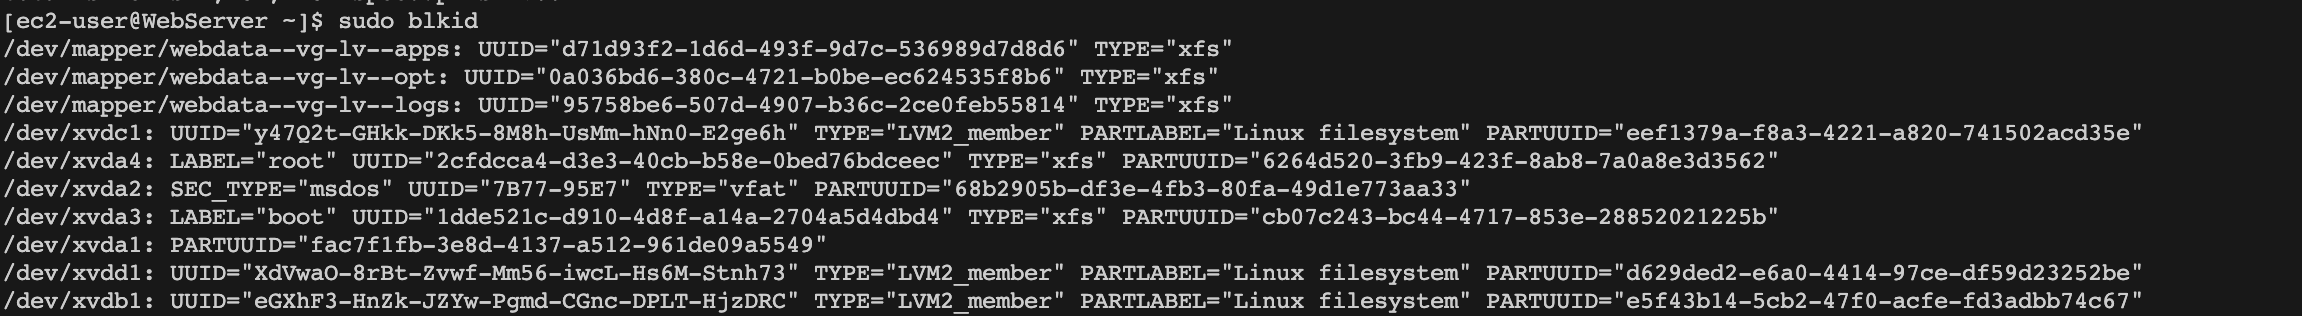 [ec2-user@WebServer ~]$ sudo blkid
/dev/mapper/webdata--vg-lv--apps: UUID="d71d93f2-1d6d-493f-9d7c-536989d7d8d6" TYPE="xfs"
/dev/mapper/webdata--vg-lv--opt: UUID="0a036bd6-380c-4721-b0be-ec624535f8b6" TYPE="xfs"
/dev/mapper/webdata--vg-lv--logs: UUID="95758be6-507d-4907-b36c-2ce0feb55814" TYPE="xfs"
/dev/xvdc1: UUID="y47Q2t-GHkk-DKk5-8M8h-UsMm-hNn0-E2ge6h" TYPE="LVM2_member" PARTLABEL="Linux filesystem" PARTUUID="eef1379a-f8a3-4221-a820-741502acd35e"
/dev/xvda4: LABEL="root" UUID="2cfdcca4-d3e3-40cb-b58e-0bed76bdceec" TYPE="xfs" PARTUUID="6264d520-3fb9-423f-8ab8-7a0a8e3d3562"
/dev/xvda2: SEC_TYPE="msdos" UUID="7B77-95E7" TYPE="vfat" PARTUUID="68b2905b-df3e-4fb3-80fa-49d1e773aa33"
/dev/xvda3: LABEL="boot" UUID="1dde521c-d910-4d8f-a14a-2704a5d4dbd4" TYPE="xfs" PARTUUID="cb07c243-bc44-4717-853e-28852021225b"
/dev/xvda1: PARTUUID="fac7f1fb-3e8d-4137-a512-961de09a5549"
/dev/xvdd1: UUID="XdVwaO-8rBt-Zvwf-Mm56-iwcL-Hs6M-Stnh73" TYPE="LVM2_member" PARTLABEL="Linux filesystem" PARTUUID="d629ded2-e6a0-4414-97ce-df59d23252be"
/dev/xvdb1: UUID="eGXhF3-HnZk-JZYw-Pgmd-CGnc-DPLT-HjzDRC" TYPE="LVM2_member" PARTLABEL="Linux filesystem" PARTUUID="e5f43b14-5cb2-47f0-acfe-fd3adbb74c67"